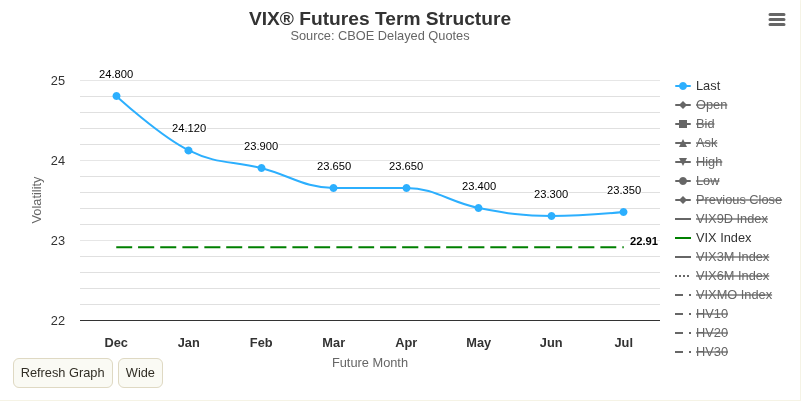 VIX® Futures Term Structure
Source: CBOE Delayed Quotes
Volatility
25
24
23
22
24.800
24.120
23.900
23.650
23.650
23.400
23.300
23.350
22.91
Dec Jan Feb Mar Apr May Jun Jul
Future Month
Last
Open
Bid
Ask
High
Low
Previous Close
VIX9D Index
VIX Index
VIX3M Index
VIX6M Index
VIXMO Index
HV10
HV20
HV30
Refresh Graph
Wide